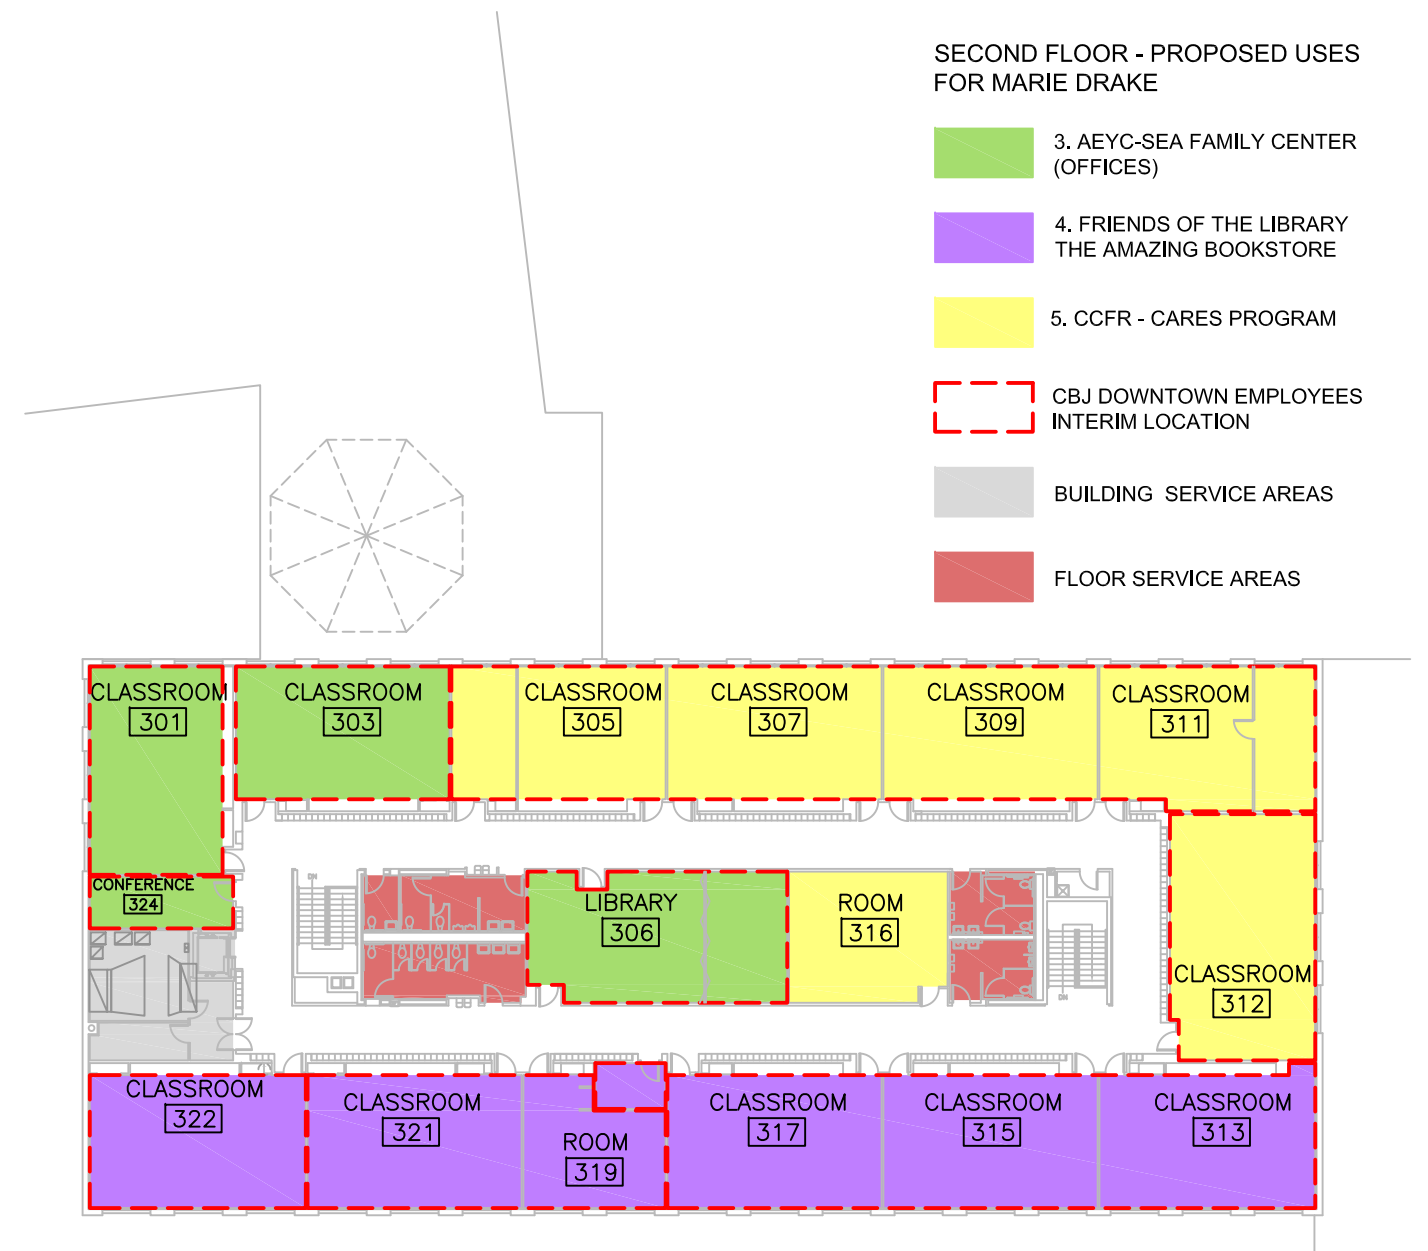 SECOND FLOOR - PROPOSED USES
FOR MARIE DRAKE
3. AEYC-SEA FAMILY CENTER
(OFFICES)
4. FRIENDS OF THE LIBRARY
THE AMAZING BOOKSTORE
5. CCFR - CARES PROGRAM
CBJ DOWNTOWN EMPLOYEES
INTERIM LOCATION
BUILDING SERVICE AREAS
FLOOR SERVICE AREAS
CLASSROOM
301
CLASSROOM
303
CLASSROOM
305
CLASSROOM
307
CLASSROOM
309
CLASSROOM
311
CONFERENCE
324
DN
LIBRARY
306
ROOM
316
CLASSROOM
312
DN
CLASSROOM
322
CLASSROOM
321
ROOM
319
CLASSROOM
317
CLASSROOM
315
CLASSROOM
313